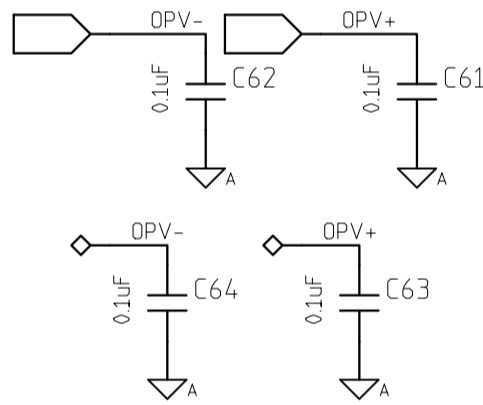 OPV- OPV+
0.1uF C62 0.1uF C61
A A
OPV- OPV+
0.1uF C64 0.1uF C63
A A